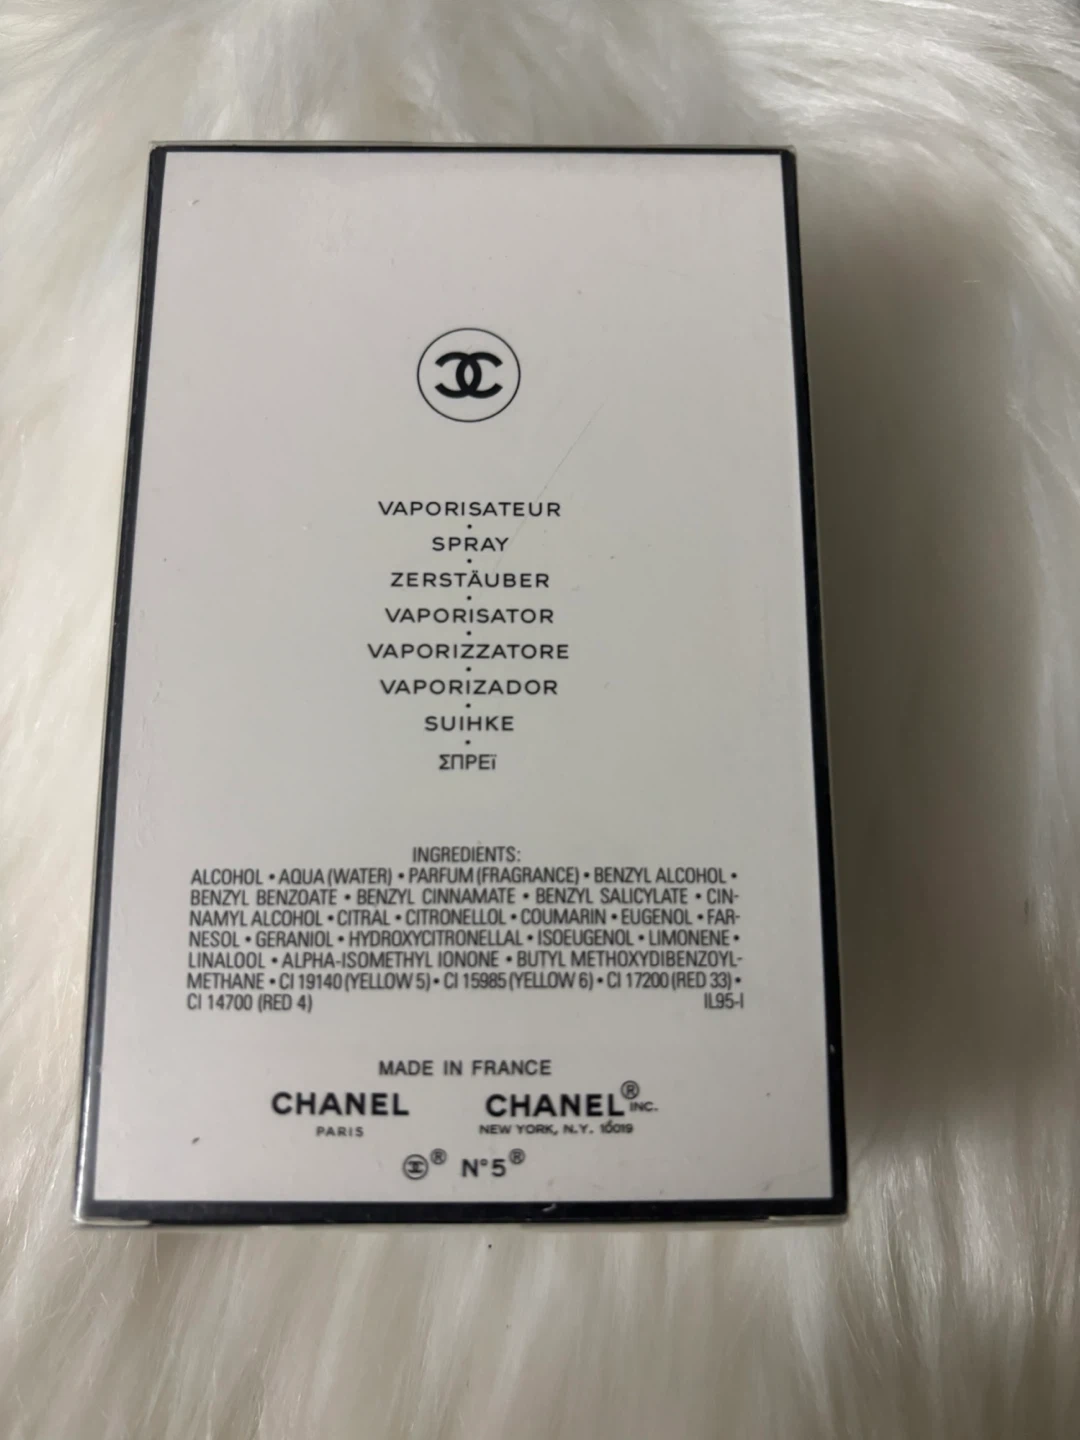 VAPORISATEUR
•
SPRAY
•
ZERSTÄUBER
•
VAPORISATOR
•
VAPORIZZATORE
•
VAPORIZADOR
•
SUIHKE
•
ΣΠΡΕϊ
INGREDIENTS:
ALCOHOL • AQUA (WATER) • PARFUM (FRAGRANCE) • BENZYL ALCOHOL •
BENZYL BENZOATE • BENZYL CINNAMATE • BENZYL SALICYLATE • CIN-
NAMYL ALCOHOL • CITRAL • CITRONELLOL • COUMARIN • EUGENOL • FAR-
NESOL • GERANIOL • HYDROXYCITRONELLAL • ISOEUGENOL • LIMONENE •
LINALOOL • ALPHA-ISOMETHYL IONONE • BUTYL METHOXYDIBENZOYL-
METHANE • CI 19140 (YELLOW 5) • CI 15985 (YELLOW 6) • CI 17200 (RED 33) •
CI 14700 (RED 4) IL95-I
MADE IN FRANCE
CHANEL CHANEL® INC.
PARIS NEW YORK, N.Y. 10019
® N°5®